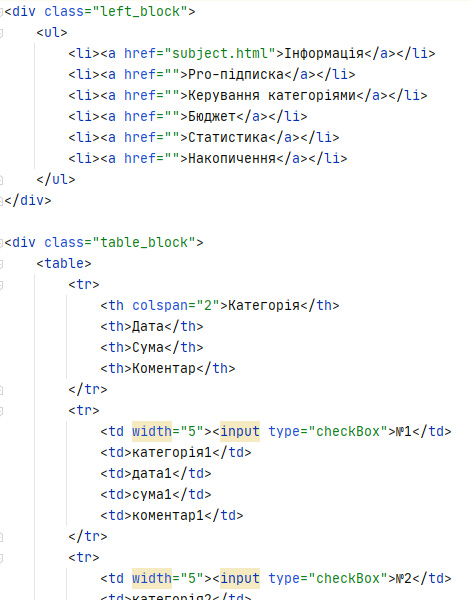 <div class="left_block">
<ul>
<li><a href="subject.html">Інформація</a></li>
<li><a href="">Pro-підписка</a></li>
<li><a href="">Керування категоріями</a></li>
<li><a href="">Бюджет</a></li>
<li><a href="">Статистика</a></li>
<li><a href="">Накопичення</a></li>
</ul>
</div>
<div class="table_block">
<table>
<tr>
<th colspan="2">Категорія</th>
<th>Дата</th>
<th>Сума</th>
<th>Коментар</th>
</tr>
<tr>
<td width="5"><input type="checkBox">№1</td>
<td>категорія1</td>
<td>дата1</td>
<td>сума1</td>
<td>коментар1</td>
</tr>
<tr>
<td width="5"><input type="checkBox">№2</td>
<td>категорія2</td>